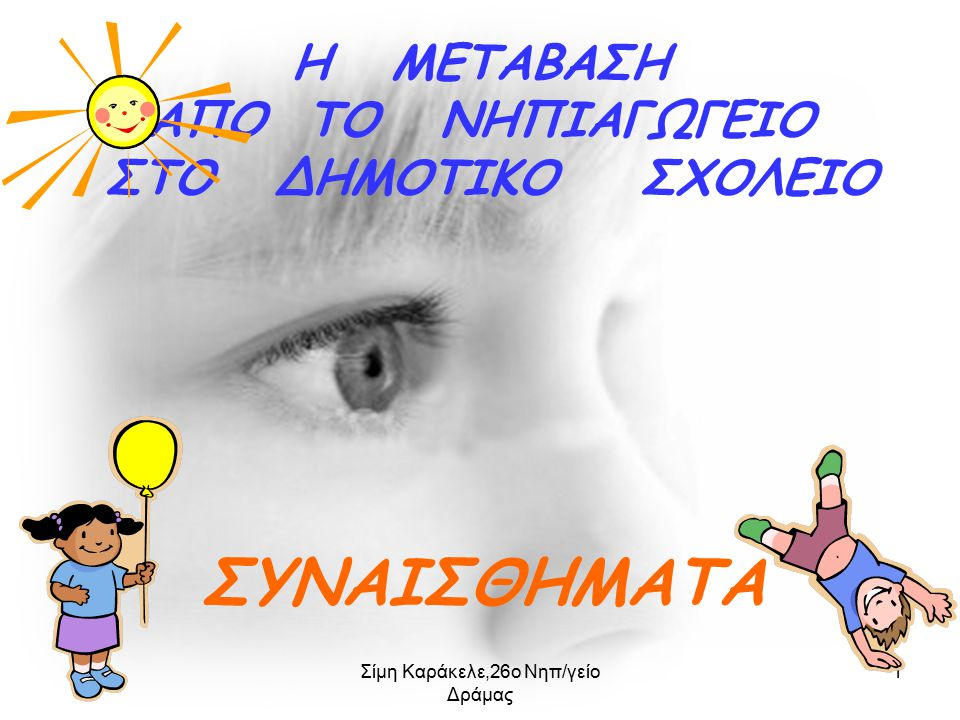 Η ΜΕΤΑΒΑΣΗ
ΑΠΟ ΤΟ ΝΗΠΙΑΓΩΓΕΙΟ
ΣΤΟ ΔΗΜΟΤΙΚΟ ΣΧΟΛΕΙΟ
ΣΥΝΑΙΣΘΗΜΑΤΑ
Σίμη Καράκελε,26ο Νηπ/γείο
Δράμας
1